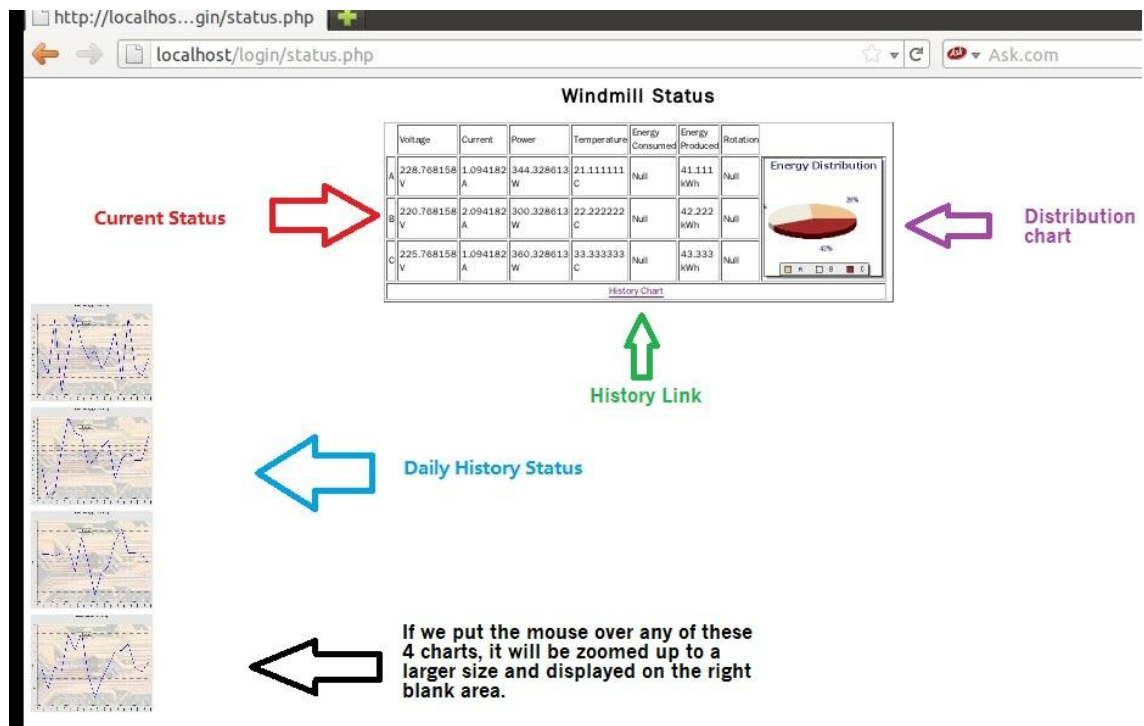 http://localhos...gin/status.php
localhost/login/status.php
Ask.com
Windmill Status
Voltage Current Power Temperature Energy Consumed Energy Produced Rotation
A 228.768158 V 1.094182 A 344.328613 W 21.111111 C Null 41.111 kWh Null
B 220.768158 V 2.094182 A 300.328613 W 22.222222 C Null 42.222 kWh Null
C 225.768158 V 1.094182 A 360.328613 W 33.333333 C Null 43.333 kWh Null
Energy Distribution
42%
A B C
History Chart
Current Status
Distribution
chart
History Link
Daily History Status
If we put the mouse over any of these
4 charts, it will be zoomed up to a
larger size and displayed on the right
blank area.